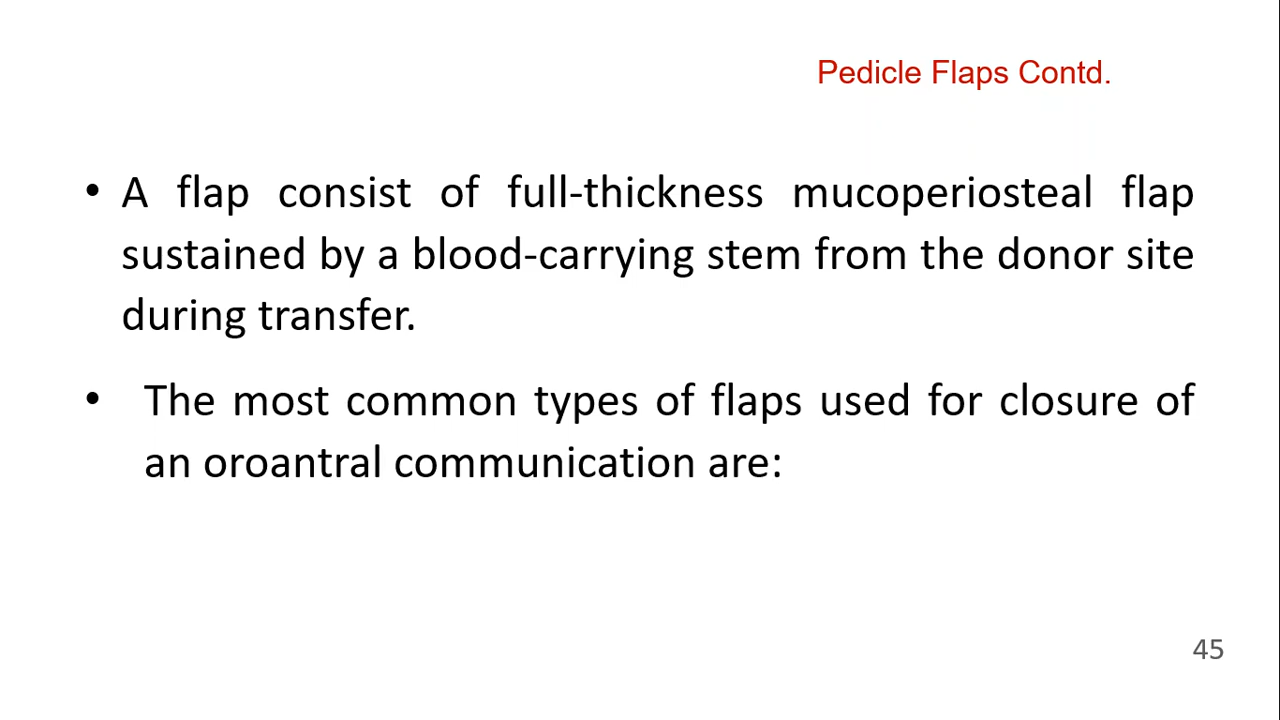 Pedicle Flaps Contd.
• A flap consist of full-thickness mucoperiosteal flap
sustained by a blood-carrying stem from the donor site
during transfer.
• The most common types of flaps used for closure of
an oroantral communication are:
45